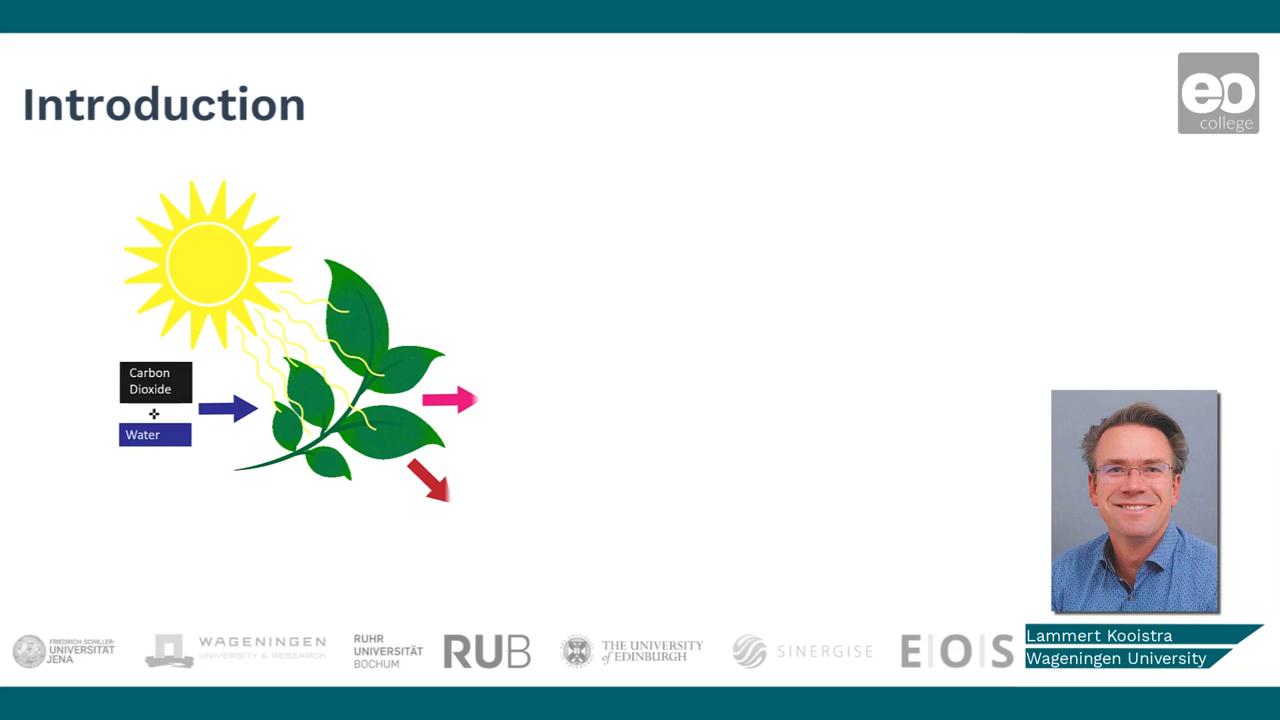 Introduction
eo
college
Carbon
Dioxide
Water
FRIEDRICH-SCHILLER-
UNIVERSITÄT
JENA
WAGENINGEN
UNIVERSITY & RESEARCH
RUHR
UNIVERSITÄT
BOCHUM
RUB
THE UNIVERSITY
of EDINBURGH
SINERGISE
E|O|S
Lammert Kooistra
Wageningen University